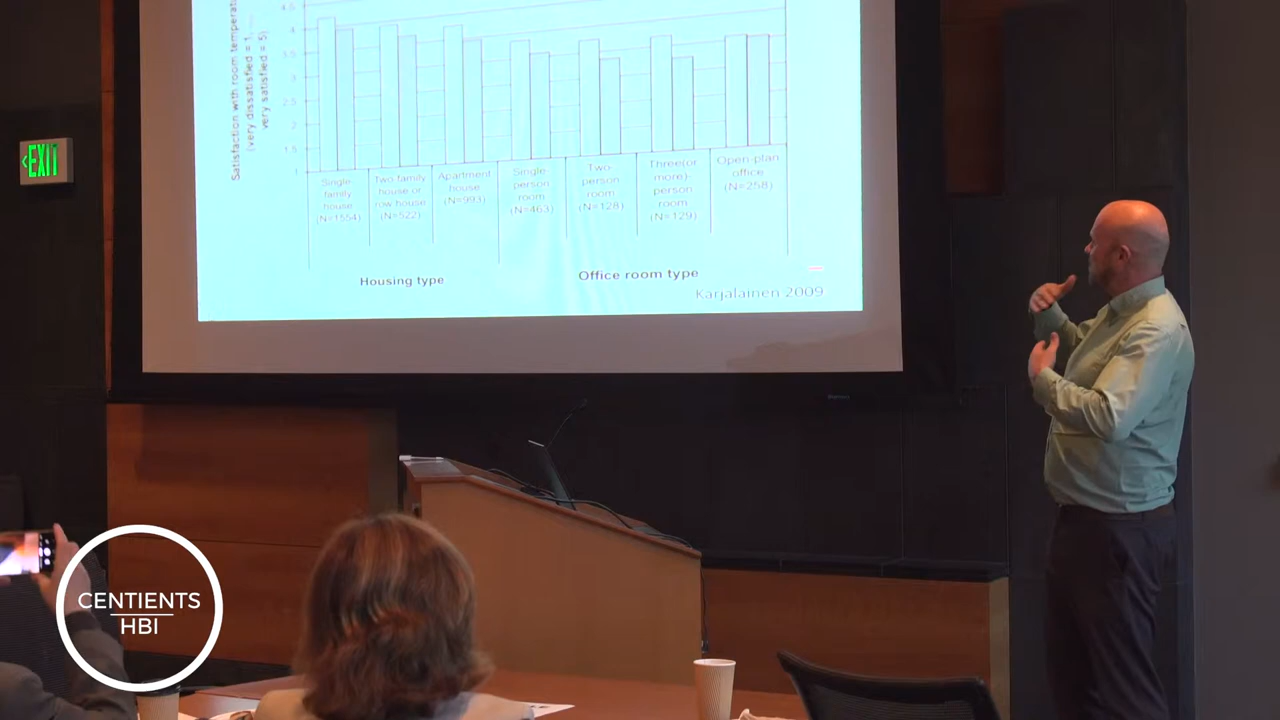 4.5
4
3.5
3
2.5
2
1.5
1
Satisfaction with room temperat
(very dissatisfied = 1,
very satisfied = 5)
Single-
family
house
(N=1554)
Two family
house or
row house
(N=522)
Apartment
house
(N=993)
Single-
person
room
(N=463)
Two-
person
room
(N=128)
Three(or
more)-
person
room
(N=129)
Open-plan
office
(N=258)
Housing type
Office room type
Karjalainen 2009
EXIT
CENTIENTS
HBI